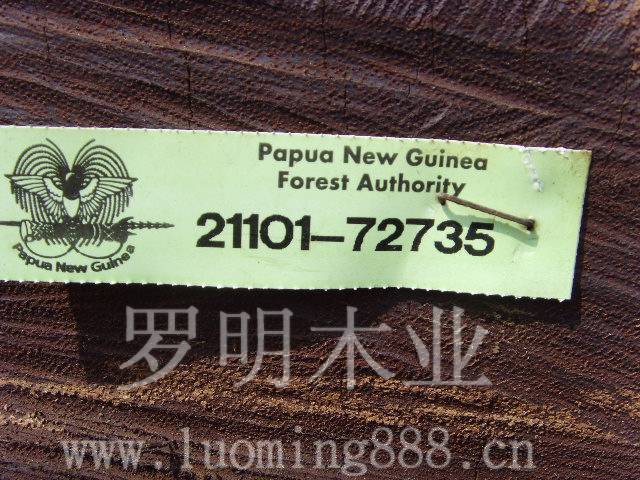 Papua New Guinea
Forest Authority
21101-72735
Papua New Guinea
罗明木业
www.luoming888.cn